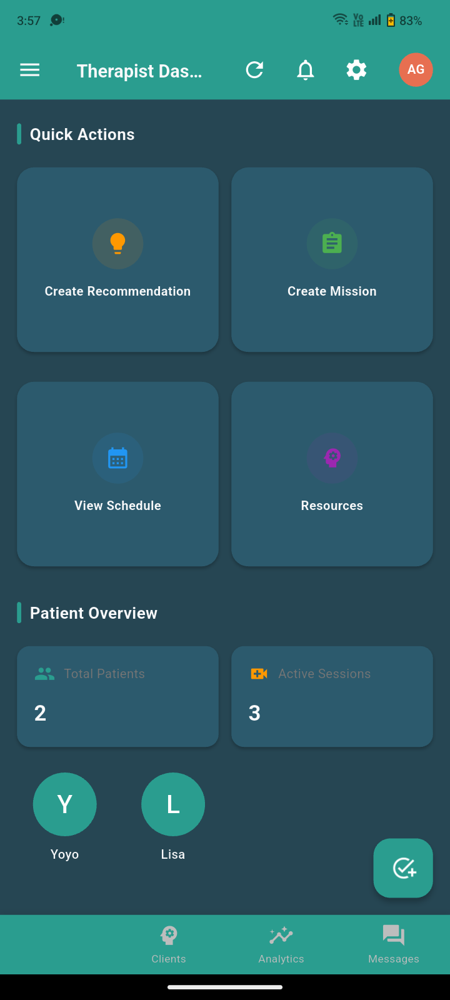 3:57
Vo LTE
83%
Therapist Das...
AG
Quick Actions
Create Recommendation
Create Mission
View Schedule
Resources
Patient Overview
Total Patients
Active Sessions
2
3
Y
L
Yoyo
Lisa
Clients
Analytics
Messages